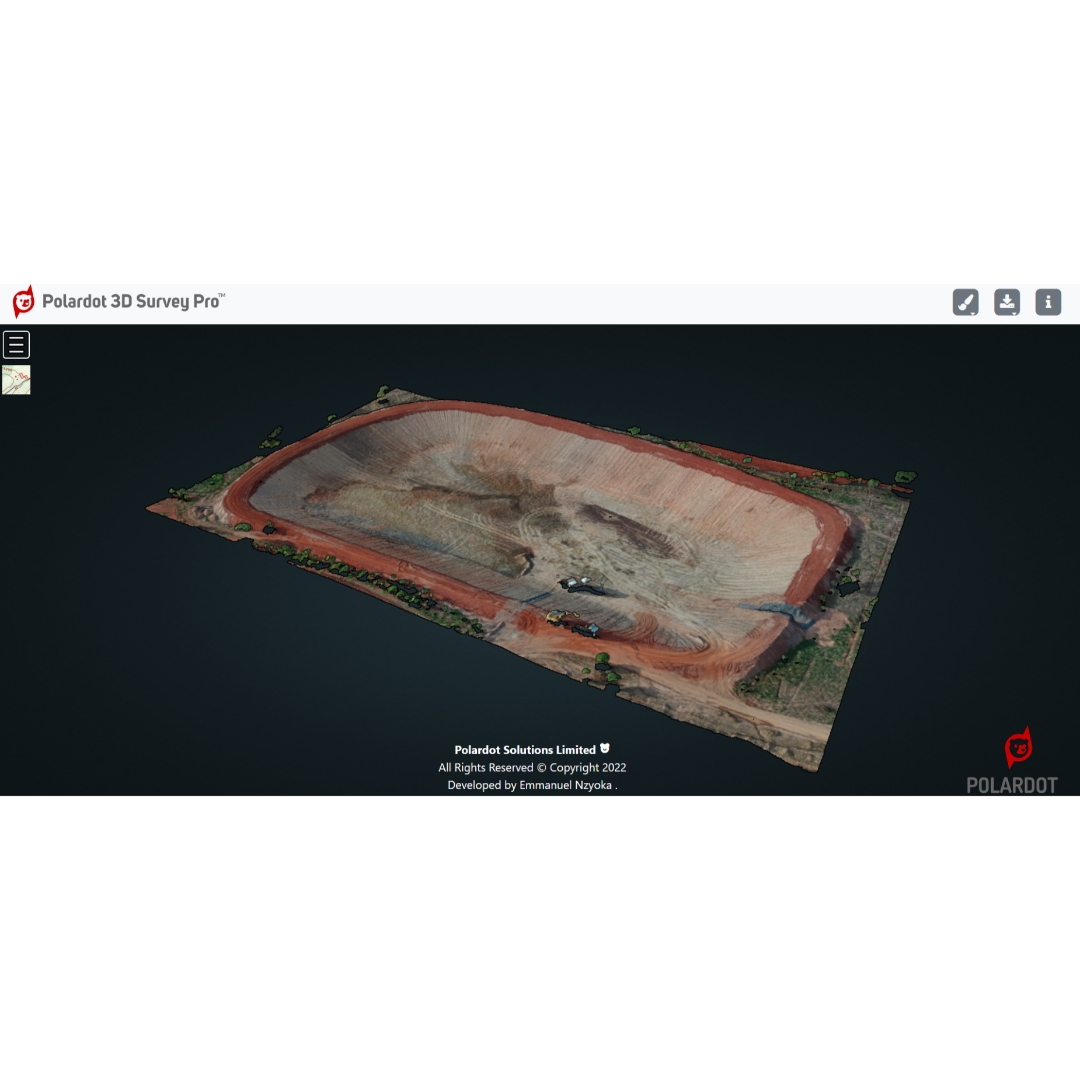 Polardot 3D Survey Pro™
Polardot Solutions Limited
All Rights Reserved © Copyright 2022
Developed by Emmanuel Nzyoka .
POLARDOT